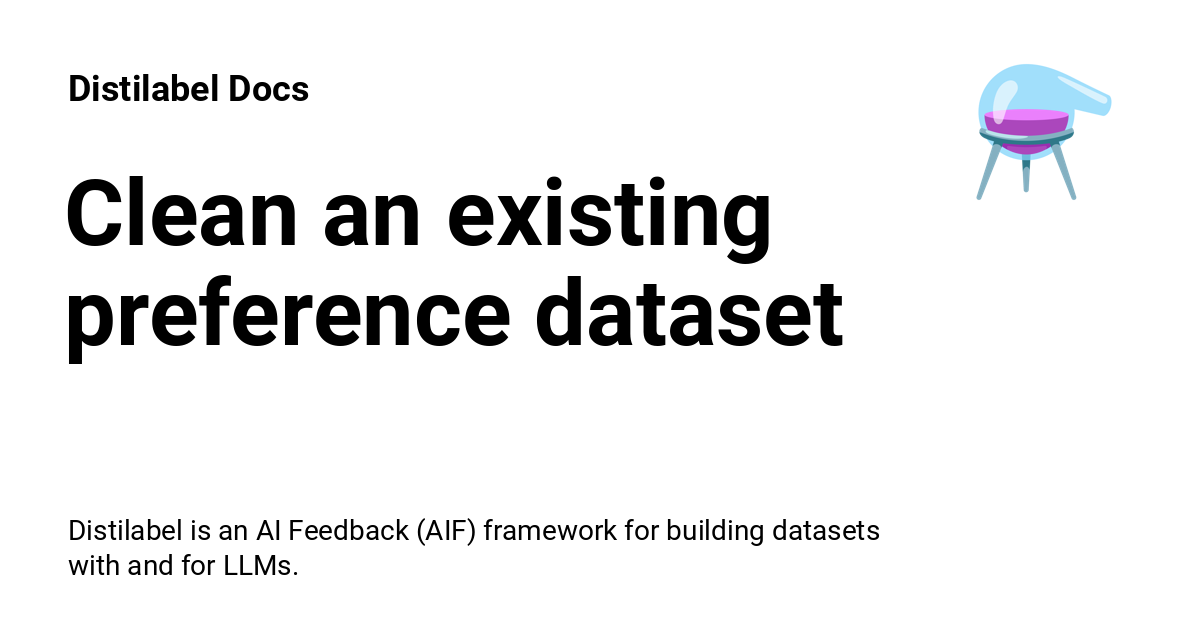 Distilabel Docs
Clean an existing
preference dataset
Distilabel is an AI Feedback (AIF) framework for building datasets
with and for LLMs.